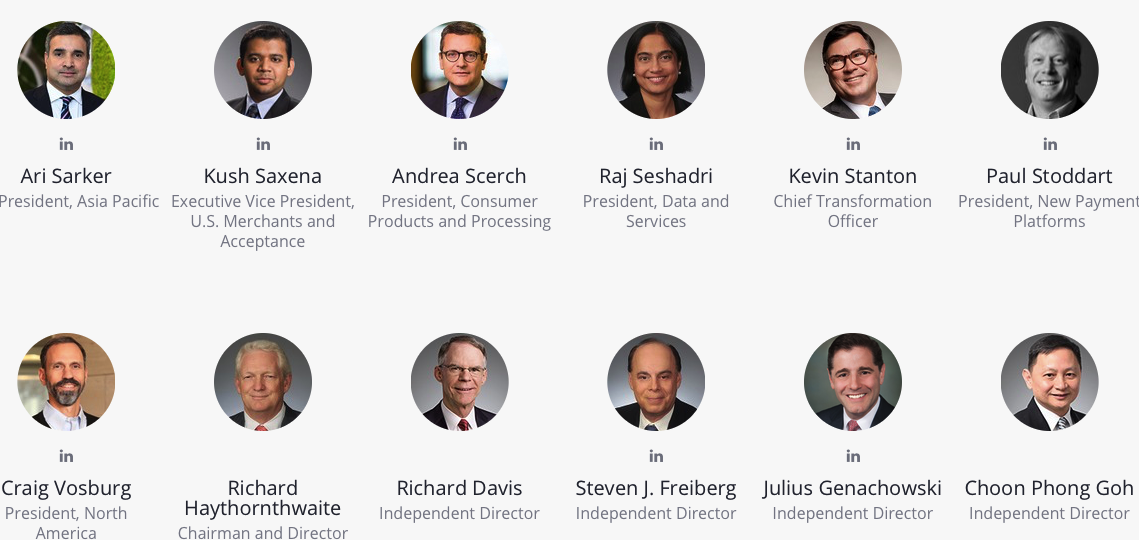 in in in in in in
Ari Sarker Kush Saxena Andrea Scerch Raj Seshadri Kevin Stanton Paul Stoddart
President, Asia Pacific Executive Vice President, President, Consumer President, Data and Chief Transformation President, New Payment
U.S. Merchants and Products and Processing Services Officer Platforms
Acceptance
in in in
Craig Vosburg Richard Richard Davis Steven J. Freiberg Julius Genachowski Choon Phong Goh
Haythornthwaite
President, North Independent Director Independent Director Independent Director Independent Director
America Chairman and Director